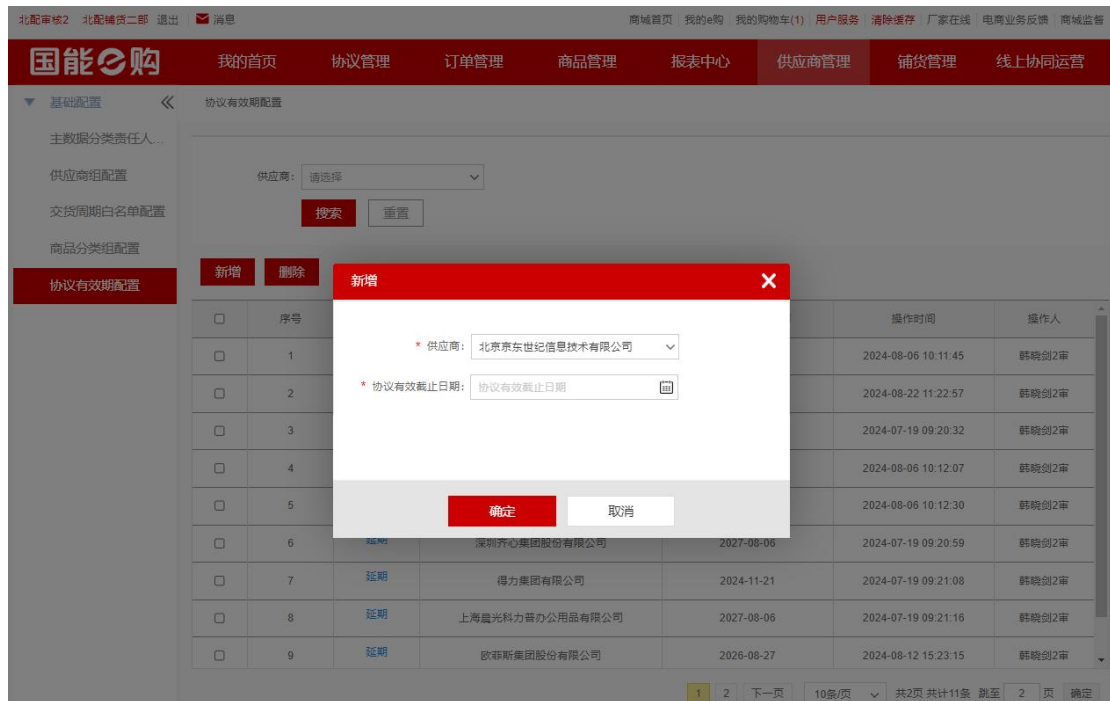 北配审核2 北配铺货二部 退出 消息 商城首页 我的e购 我的购物车(1) 用户服务 清除缓存 厂家在线 电商业务反馈 商城监督
国能e购 我的首页 协议管理 订单管理 商品管理 报表中心 供应商管理 铺货管理 线上协同运营
基础配置 协议有效期配置
主数据分类责任人...
供应商组配置 供应商: 请选择
交货周期白名单配置 搜索 重置
商品分类组配置
协议有效期配置 新增 删除 新增
序号 操作时间 操作人
1 2024-08-06 10:11:45 韩晓剑2审
* 供应商: 北京京东世纪信息技术有限公司
2 2024-08-22 11:22:57 韩晓剑2审
* 协议有效截止日期: 协议有效截止日期
3 2024-07-19 09:20:32 韩晓剑2审
4 2024-08-06 10:12:07 韩晓剑2审
5 2024-08-06 10:12:30 韩晓剑2审
确定 取消
6 延期 深圳齐心集团股份有限公司 2027-08-06 2024-07-19 09:20:59 韩晓剑2审
7 延期 得力集团有限公司 2024-11-21 2024-07-19 09:21:08 韩晓剑2审
8 延期 上海晨光科力普办公用品有限公司 2027-08-06 2024-07-19 09:21:16 韩晓剑2审
9 延期 欧菲斯集团股份有限公司 2026-08-27 2024-08-12 15:23:15 韩晓剑2审
1 2 下一页 10条/页 共2页 共计11条 跳至 2 页 确定